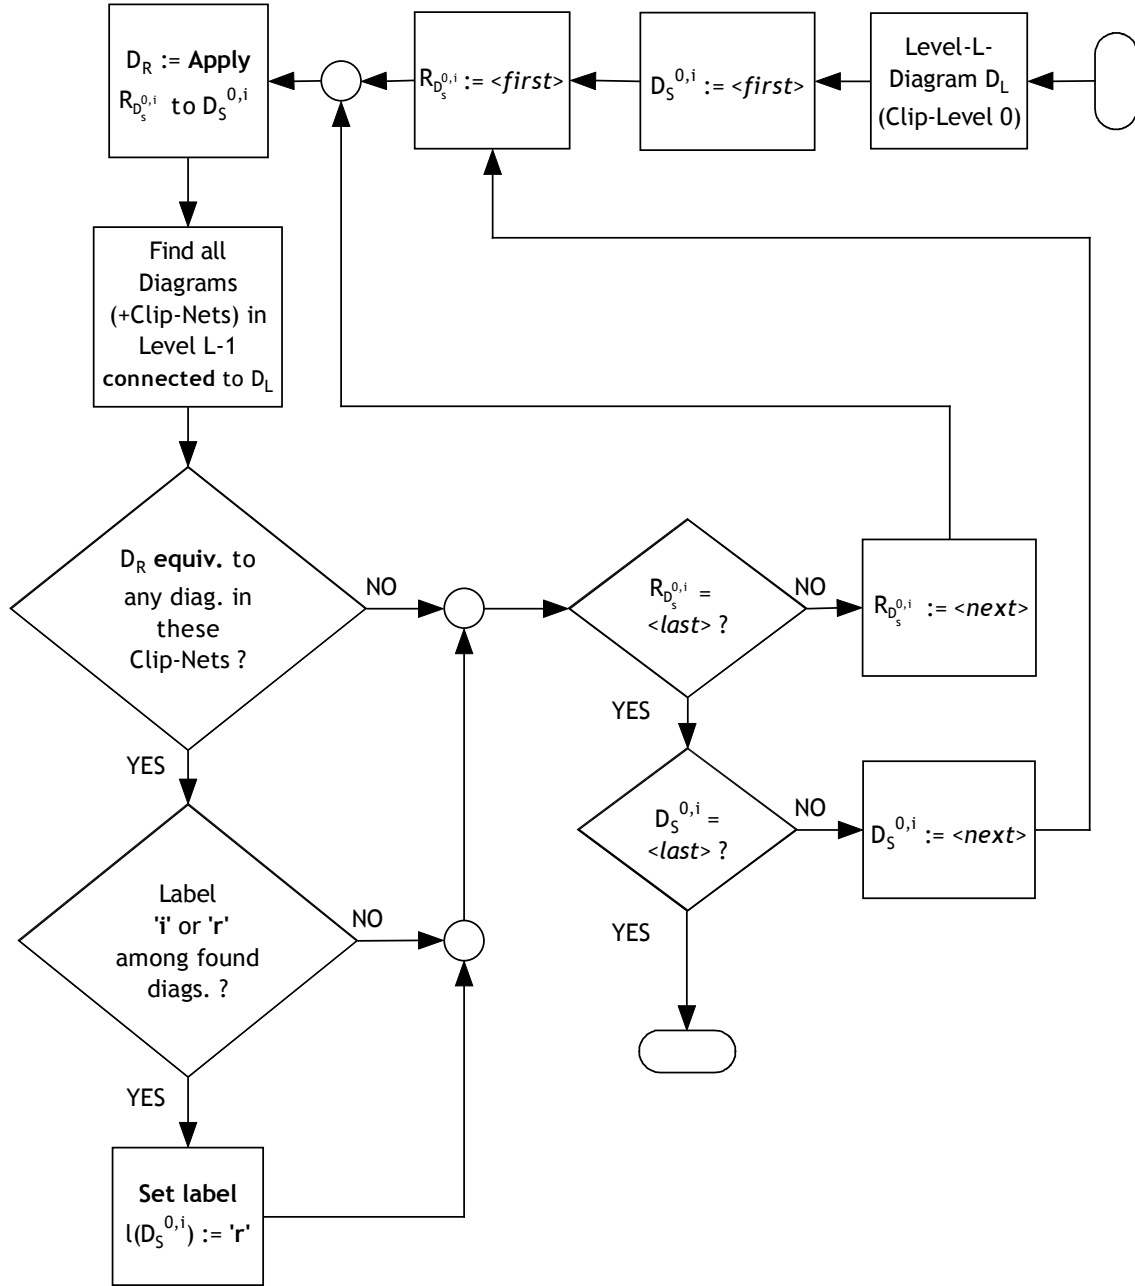 D_R := Apply
R_{D_s^{0,i}} to D_S^{0,i}
R_{D_s^{0,i}} := <first>
D_S^{0,i} := <first>
Level-L-
Diagram D_L
(Clip-Level 0)
Find all
Diagrams
(+Clip-Nets) in
Level L-1
connected to D_L
D_R equiv. to
any diag. in
these
Clip-Nets ?
NO
YES
R_{D_s^{0,i}} =
<last> ?
NO
YES
R_{D_s^{0,i}} := <next>
D_S^{0,i} =
<last> ?
NO
YES
D_S^{0,i} := <next>
Label
'i' or 'r'
among found
diags. ?
NO
YES
Set label
l(D_S^{0,i}) := 'r'